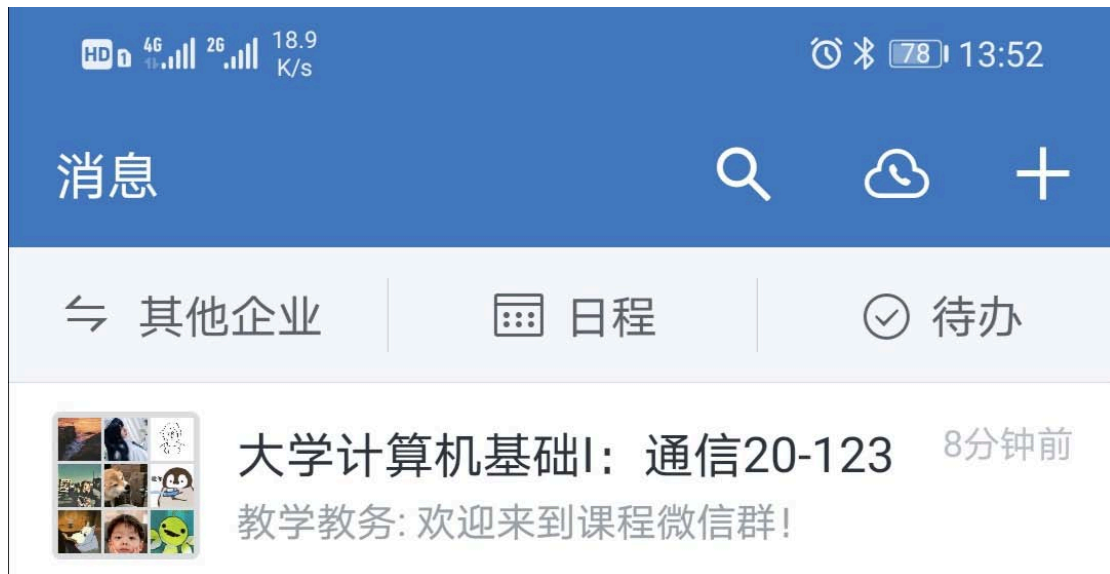 HD 1 4G 2G 18.9 K/s 78 13:52
消息
其他企业 日程 待办
大学计算机基础I：通信20-123 8分钟前
教学教务: 欢迎来到课程微信群！